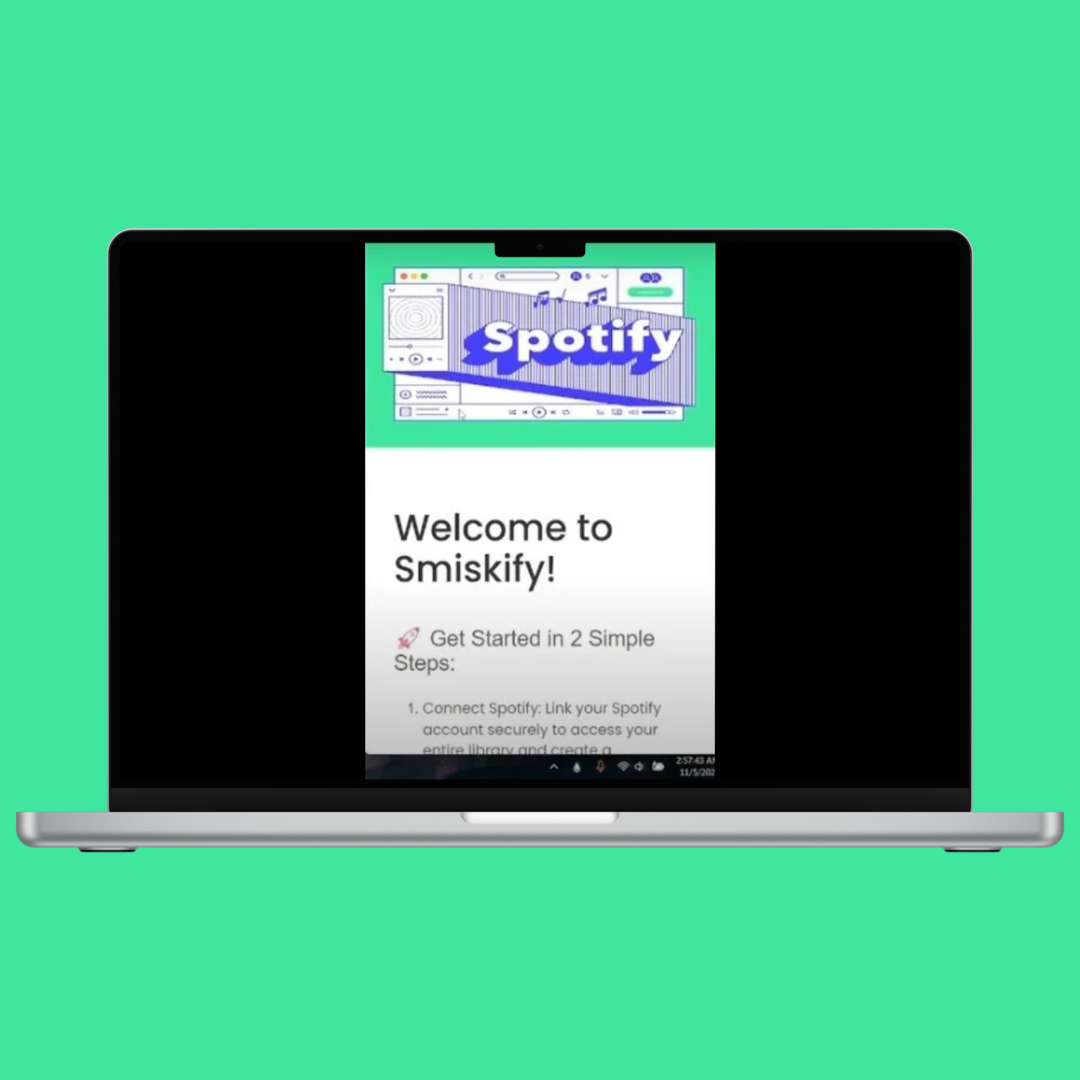 Spotify
Welcome to
Smiskify!
🚀 Get Started in 2 Simple
Steps:
1. Connect Spotify: Link your Spotify
account securely to access your
entire library and create a
2:57:43 AM
11/5/202